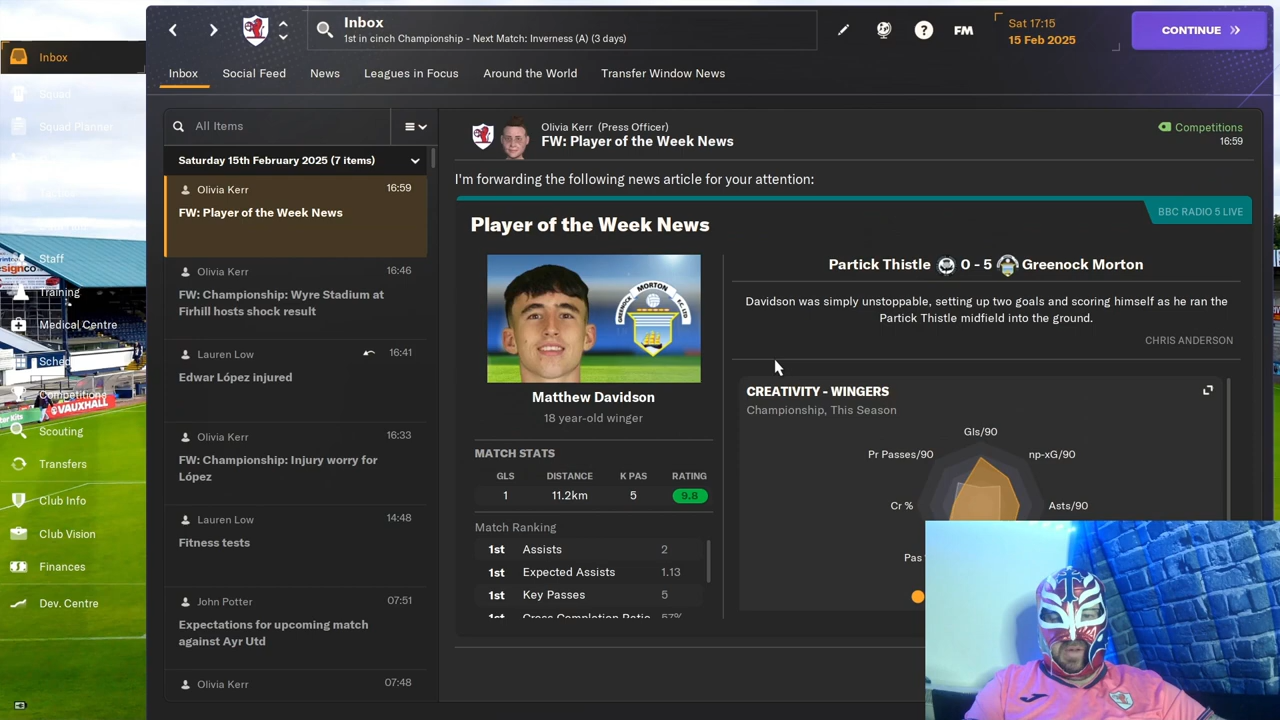 Inbox
1st in cinch Championship - Next Match: Inverness (A) (3 days)
FM
Sat 17:15
15 Feb 2025
CONTINUE
Inbox
Squad
Squad Planner
Staff
Training
Medical Centre
Sched
Competitions
Scouting
Transfers
Club Info
Club Vision
Finances
Dev. Centre
Inbox
Social Feed
News
Leagues in Focus
Around the World
Transfer Window News
All Items
Saturday 15th February 2025 (7 items)
Olivia Kerr 16:59
FW: Player of the Week News
Olivia Kerr 16:46
FW: Championship: Wyre Stadium at
Firhill hosts shock result
Lauren Low 16:41
Edwar López injured
Olivia Kerr 16:33
FW: Championship: Injury worry for
López
Lauren Low 14:48
Fitness tests
John Potter 07:51
Expectations for upcoming match
against Ayr Utd
Olivia Kerr 07:48
Olivia Kerr (Press Officer)
FW: Player of the Week News
Competitions
16:59
I'm forwarding the following news article for your attention:
Player of the Week News
BBC RADIO 5 LIVE
Matthew Davidson
18 year-old winger
MATCH STATS
GLS DISTANCE K PAS RATING
1 11.2km 5 9.8
Match Ranking
1st Assists 2
1st Expected Assists 1.13
1st Key Passes 5
Cross Completion Ratio 57%
Partick Thistle 0 - 5 Greenock Morton
Davidson was simply unstoppable, setting up two goals and scoring himself as he ran the
Partick Thistle midfield into the ground.
CHRIS ANDERSON
CREATIVITY - WINGERS
Championship, This Season
Gls/90
Pr Passes/90
np-xG/90
Cr %
Asts/90
Pas
VAUXHALL